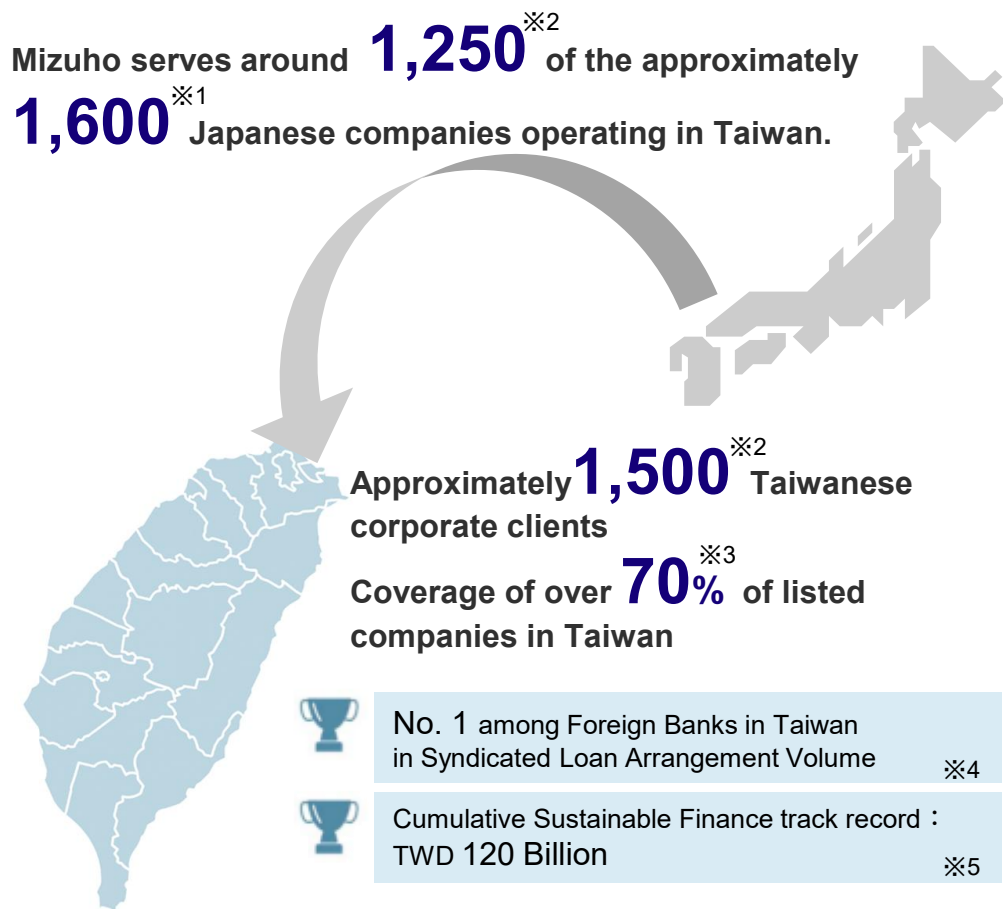 Mizuho serves around 1,250※2 of the approximately
1,600※1 Japanese companies operating in Taiwan.
Approximately 1,500※2 Taiwanese
corporate clients
Coverage of over 70%※3 of listed
companies in Taiwan
No. 1 among Foreign Banks in Taiwan
in Syndicated Loan Arrangement Volume ※4
Cumulative Sustainable Finance track record：
TWD 120 Billion ※5